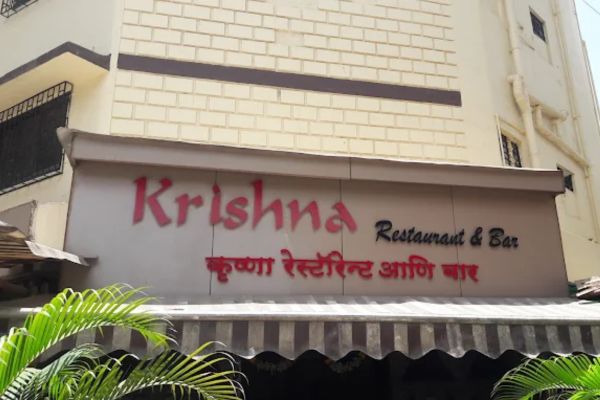 Krishna Restaurant & Bar
कृष्णा रेस्टॉरेन्ट आणि बार